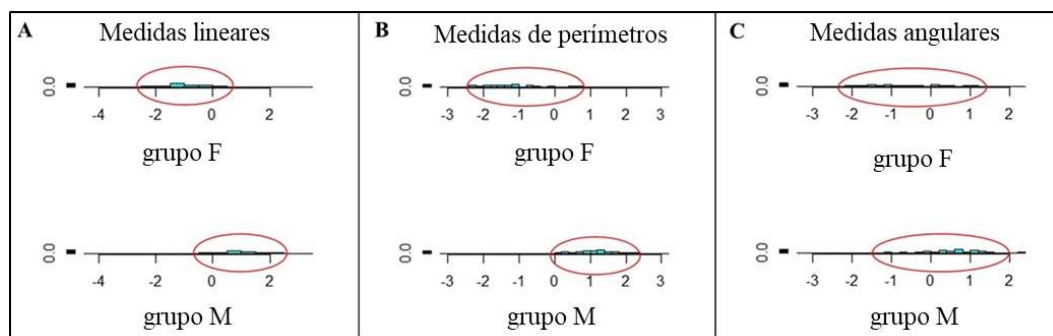 A Medidas lineares
0.0
-4 -2 0 2
grupo F
0.0
-4 -2 0 2
grupo M
B Medidas de perímetros
0.0
-3 -2 -1 0 1 2 3
grupo F
0.0
-3 -2 -1 0 1 2 3
grupo M
C Medidas angulares
0.0
-3 -2 -1 0 1 2
grupo F
0.0
-3 -2 -1 0 1 2
grupo M